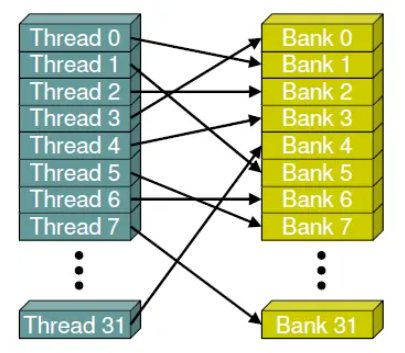 Thread 0 Bank 0
Thread 1 Bank 1
Thread 2 Bank 2
Thread 3 Bank 3
Thread 4 Bank 4
Thread 5 Bank 5
Thread 6 Bank 6
Thread 7 Bank 7
Thread 31 Bank 31